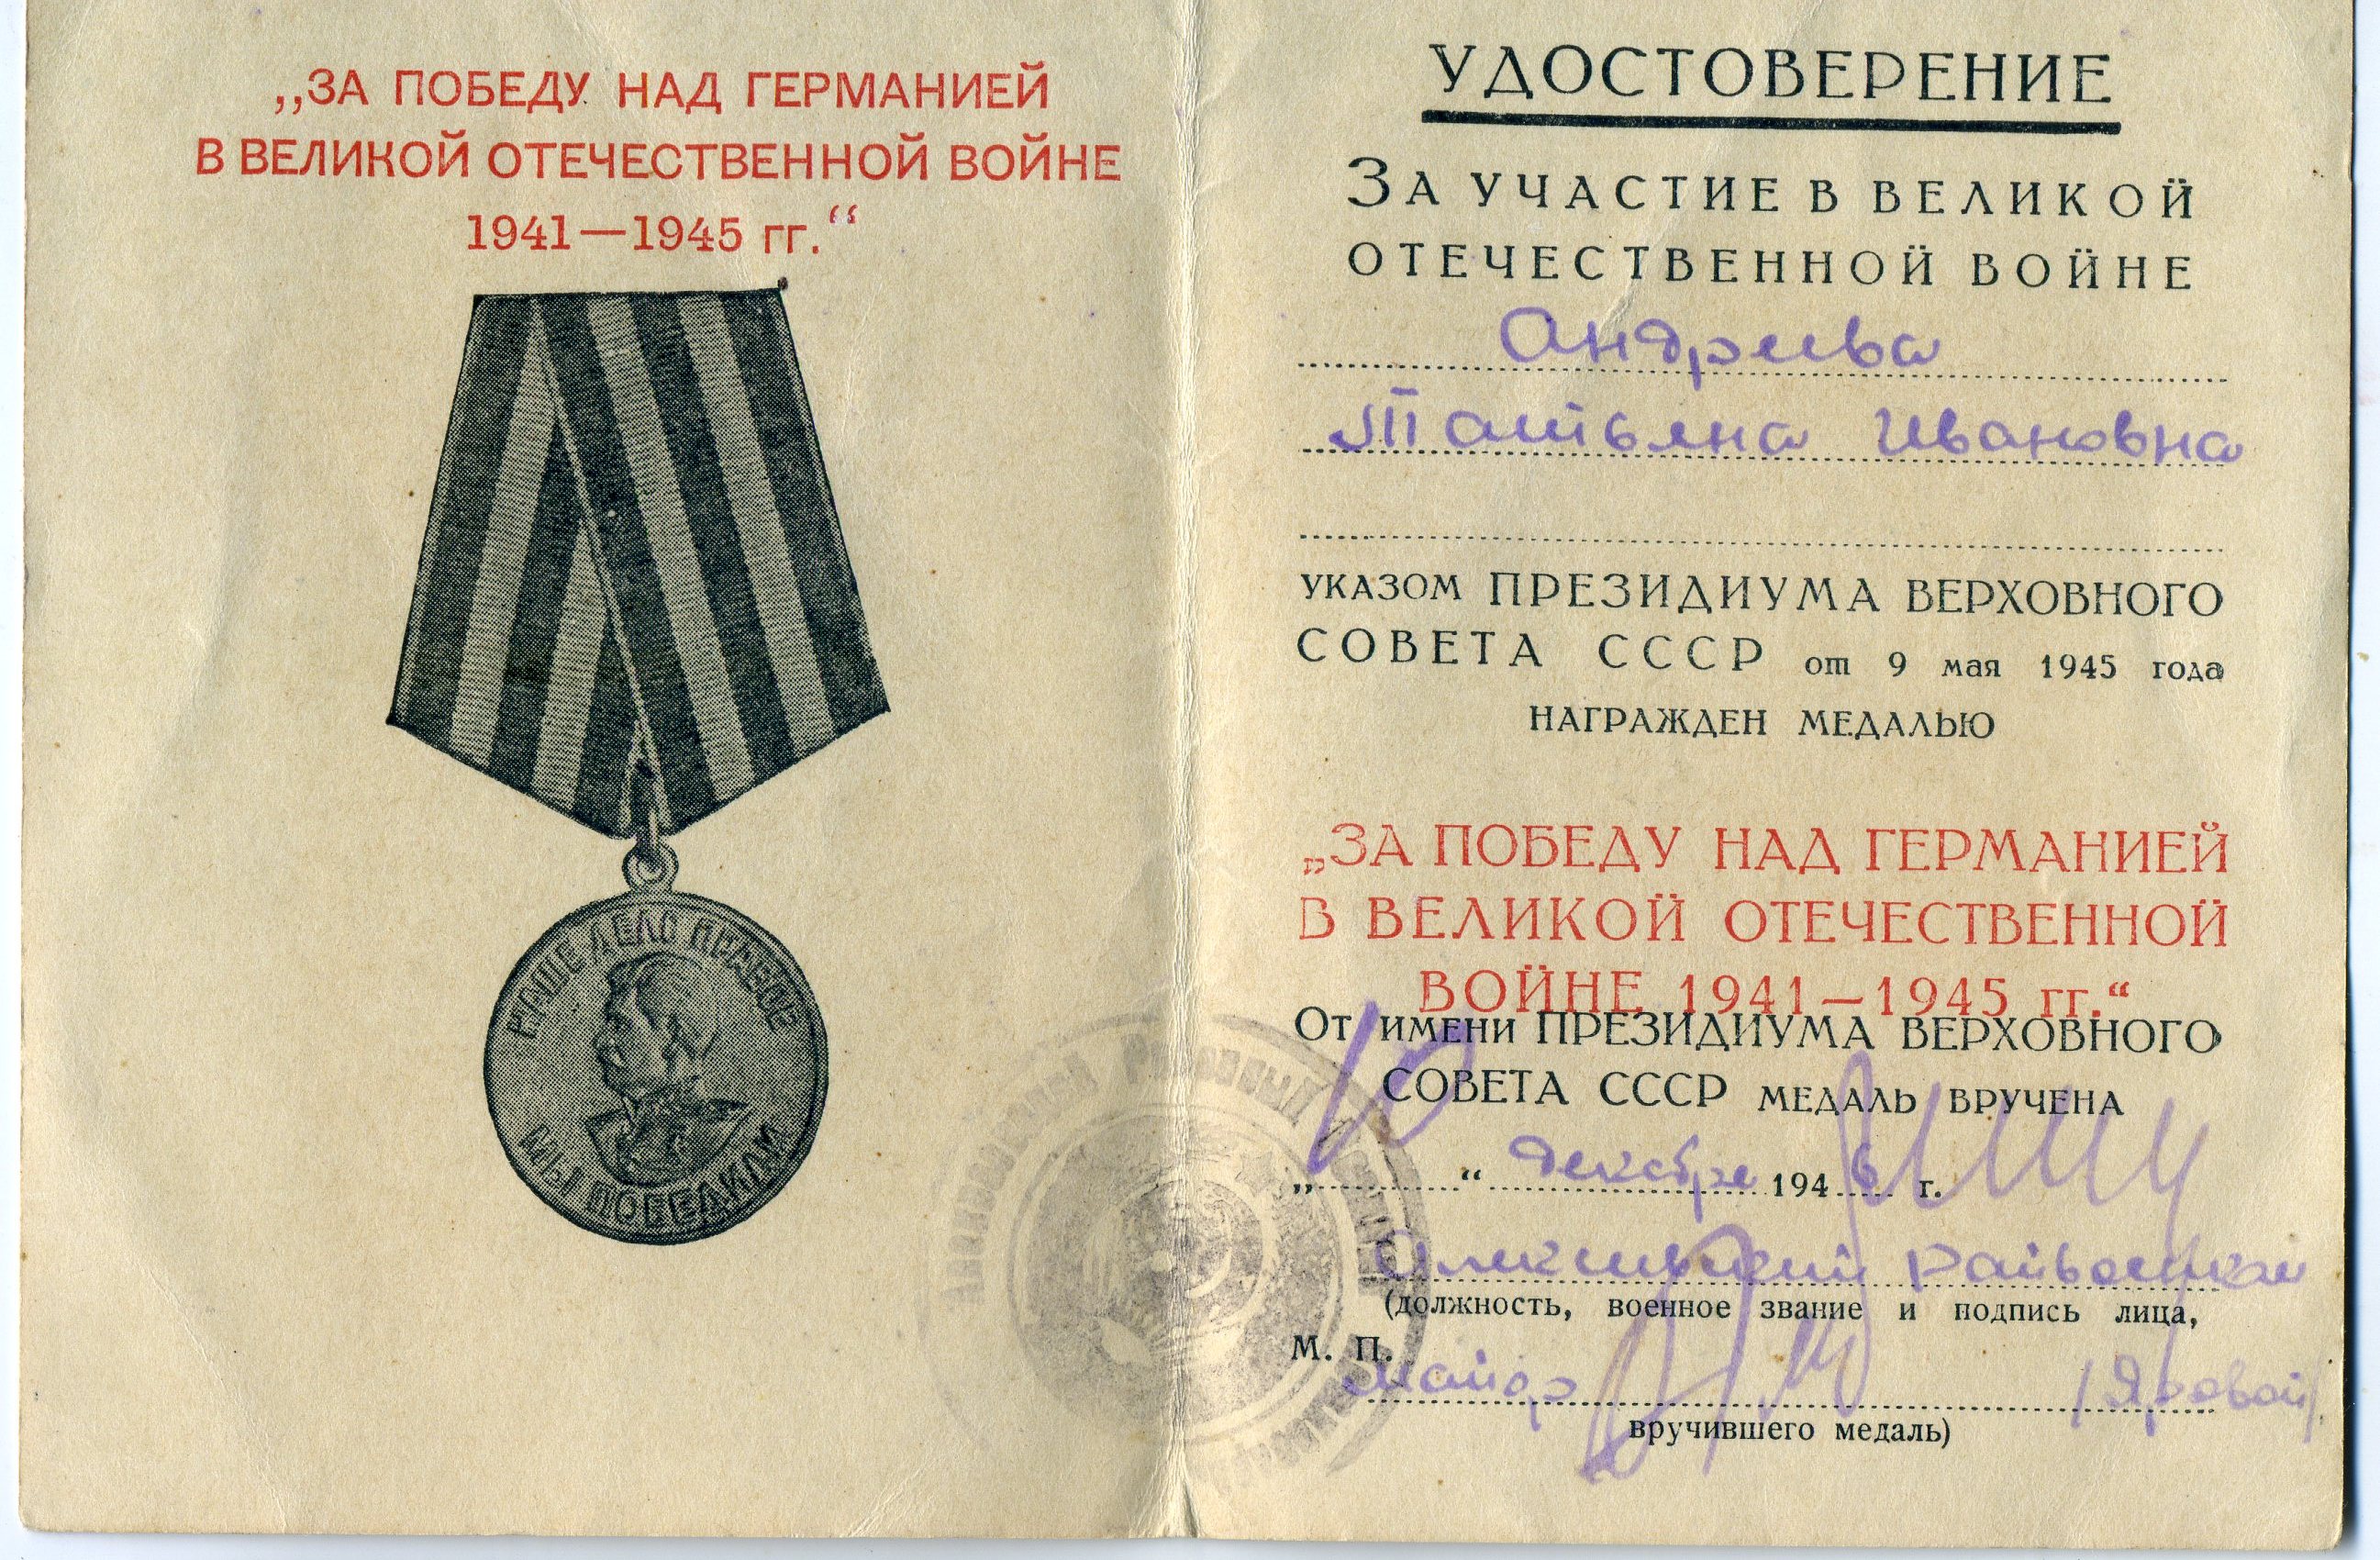 „ЗА ПОБЕДУ НАД ГЕРМАНИЕЙ
В ВЕЛИКОЙ ОТЕЧЕСТВЕННОЙ ВОЙНЕ
1941—1945 гг.“
НАШЕ ДЕЛО ПРАВОЕ
МЫ ПОБЕДИЛИ
УДОСТОВЕРЕНИЕ
ЗА УЧАСТИЕ В ВЕЛИКОЙ
ОТЕЧЕСТВЕННОЙ ВОЙНЕ
Андреева
Татьяна Ивановна
УКАЗОМ ПРЕЗИДИУМА ВЕРХОВНОГО
СОВЕТА СССР от 9 мая 1945 года
НАГРАЖДЕН МЕДАЛЬЮ
„ЗА ПОБЕДУ НАД ГЕРМАНИЕЙ
В ВЕЛИКОЙ ОТЕЧЕСТВЕННОЙ
ВОЙНЕ 1941—1945 гг.“
ОТ ИМЕНИ ПРЕЗИДИУМА ВЕРХОВНОГО
СОВЕТА СССР МЕДАЛЬ ВРУЧЕНА
„ “ декабря 1946 г.
(должность, военное звание и подпись лица,
М. П.
майор /Яровой/
вручившего медаль)